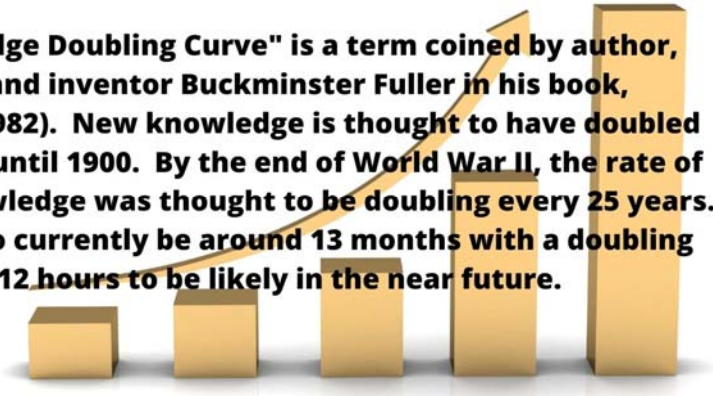 dge Doubling Curve" is a term coined by author,
and inventor Buckminster Fuller in his book,
982). New knowledge is thought to have doubled
until 1900. By the end of World War II, the rate of
wledge was thought to be doubling every 25 years.
o currently be around 13 months with a doubling
12 hours to be likely in the near future.